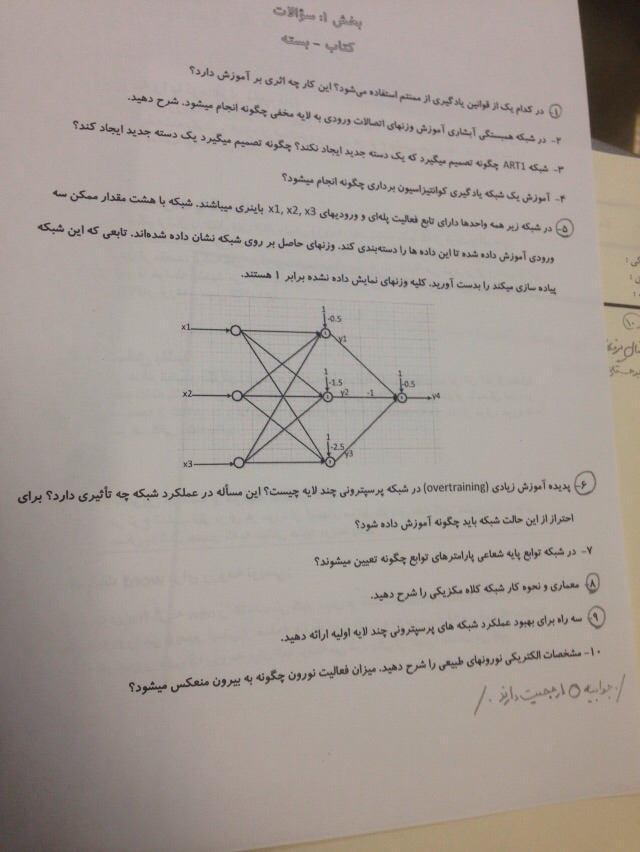 بخش ۱: سؤالات
کتاب - بسته
۱- در کدام یک از قوانین یادگیری از ممنتم استفاده می‌شود؟ این کار چه اثری بر آموزش دارد؟
۲- در شبکه همبستگی آبشاری آموزش وزنهای اتصالات ورودی به لایه مخفی چگونه انجام میشود. شرح دهید.
۳- شبکه ART1 چگونه تصمیم میگیرد که یک دسته جدید ایجاد نکند؟ چگونه تصمیم میگیرد یک دسته جدید ایجاد کند؟
۴- آموزش یک شبکه یادگیری کوانتیزاسیون برداری چگونه انجام میشود؟
۵- در شبکه زیر همه واحدها دارای تابع فعالیت پله‌ای و ورودیهای x1, x2, x3 باینری میباشند. شبکه با هشت مقدار ممکن سه
ورودی آموزش داده شده تا این داده ها را دسته‌بندی کند. وزنهای حاصل بر روی شبکه نشان داده شده‌اند. تابعی که این شبکه
پیاده سازی میکند را بدست آورید. کلیه وزنهای نمایش داده نشده برابر ۱ هستند.
x1
1
-0.5
y1
x2
1
-1.5
y2
-1
1
-0.5
y4
x3
1
-2.5
y3
۶- پدیده آموزش زیادی (overtraining) در شبکه پرسپترونی چند لایه چیست؟ این مسأله در عملکرد شبکه چه تأثیری دارد؟ برای
احتراز از این حالت شبکه باید چگونه آموزش داده شود؟
۷- در شبکه توابع پایه شعاعی پارامترهای توابع چگونه تعیین میشوند؟
۸- معماری و نحوه کار شبکه کلاه مکزیکی را شرح دهید.
۹- سه راه برای بهبود عملکرد شبکه های پرسپترونی چند لایه اولیه ارائه دهید.
۱۰- مشخصات الکتریکی نورونهای طبیعی را شرح دهید. میزان فعالیت نورون چگونه به بیرون منعکس میشود؟